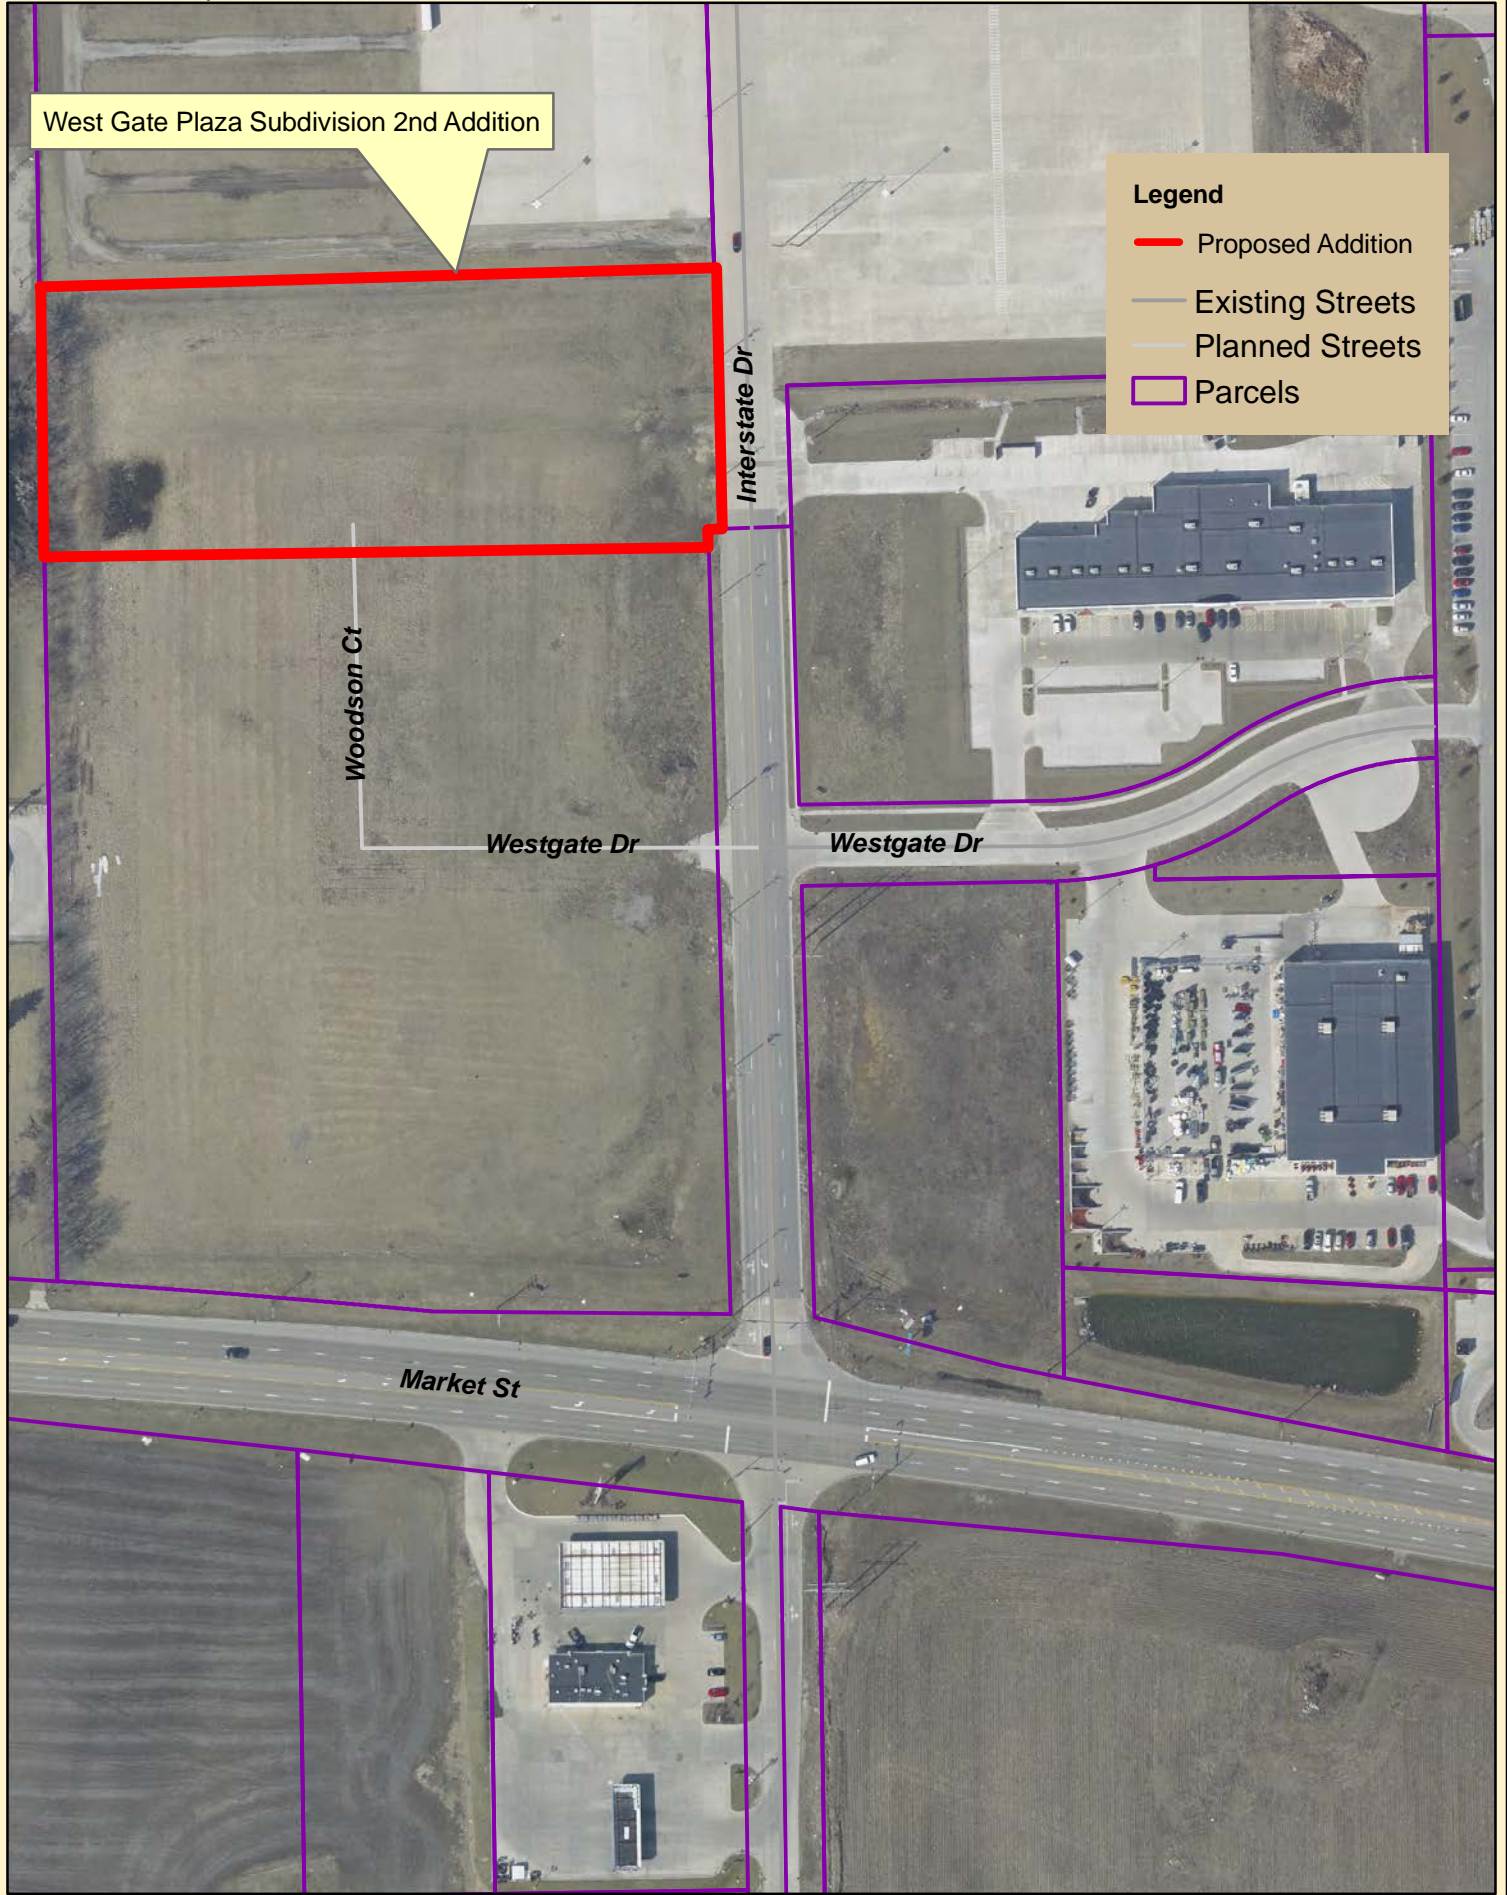 West Gate Plaza Subdivision 2nd Addition
Legend
Proposed Addition
Existing Streets
Planned Streets
Parcels
Interstate Dr
Woodson Ct
Westgate Dr
Westgate Dr
Market St